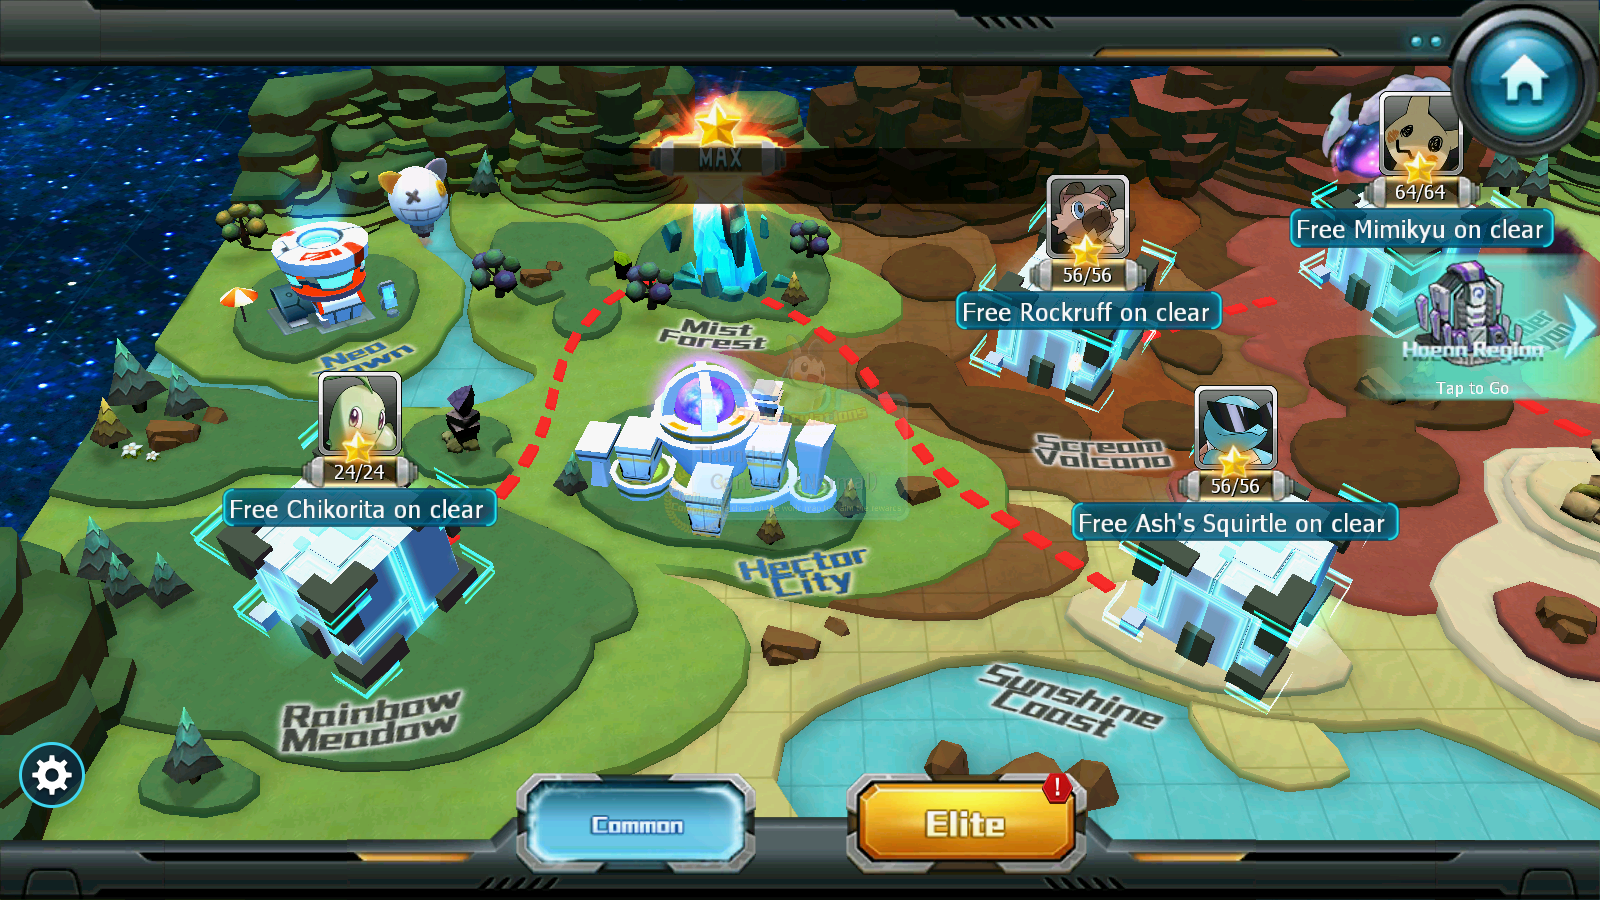 MAX
64/64
Free Mimikyu on clear
56/56
Free Rockruff on clear
Mist
Forest
Neo
Town
Hoenn Region
Tap to Go
24/24
Free Chikorita on clear
Scream
Volcano
56/56
Free Ash's Squirtle on clear
Hector
City
Rainbow
Meadow
Sunshine
Coast
Common
Elite
!